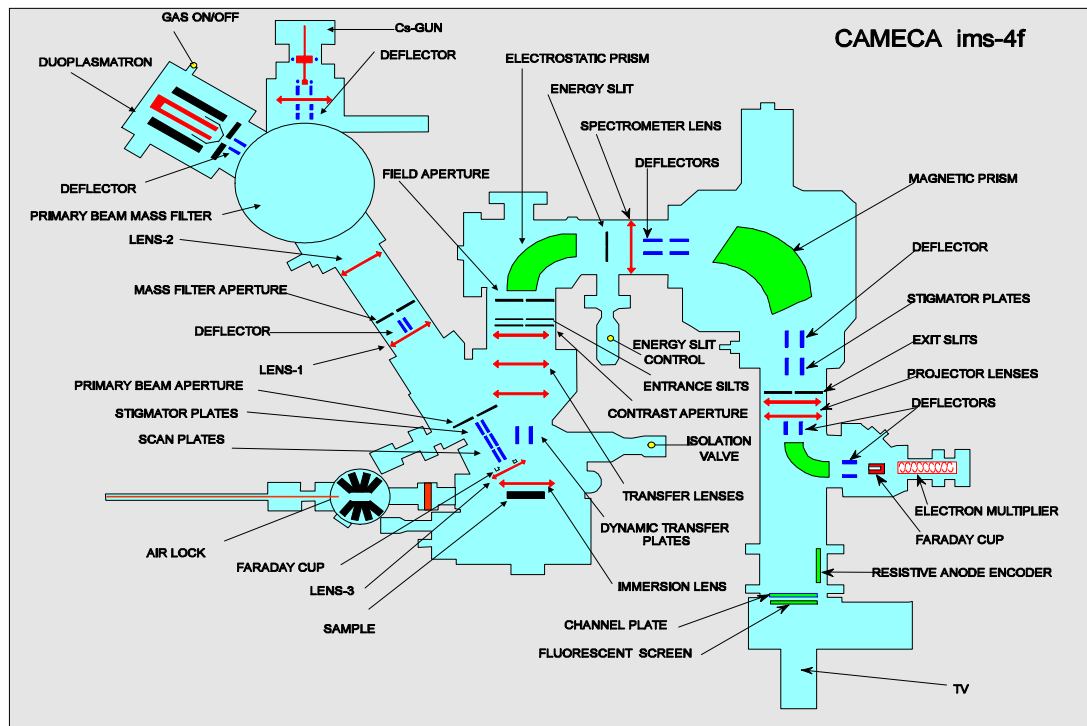 GAS ON/OFF
Cs-GUN
CAMECA ims-4f
DUOPLASMATRON
DEFLECTOR
ELECTROSTATIC PRISM
ENERGY SLIT
SPECTROMETER LENS
DEFLECTORS
FIELD APERTURE
MAGNETIC PRISM
DEFLECTOR
PRIMARY BEAM MASS FILTER
LENS-2
DEFLECTOR
MASS FILTER APERTURE
STIGMATOR PLATES
DEFLECTOR
EXIT SLITS
ENERGY SLIT
CONTROL
LENS-1
PROJECTOR LENSES
PRIMARY BEAM APERTURE
ENTRANCE SILTS
DEFLECTORS
STIGMATOR PLATES
CONTRAST APERTURE
SCAN PLATES
ISOLATION
VALVE
TRANSFER LENSES
ELECTRON MULTIPLIER
DYNAMIC TRANSFER
PLATES
FARADAY CUP
AIR LOCK
FARADAY CUP
RESISTIVE ANODE ENCODER
LENS-3
IMMERSION LENS
SAMPLE
CHANNEL PLATE
FLUORESCENT SCREEN
TV